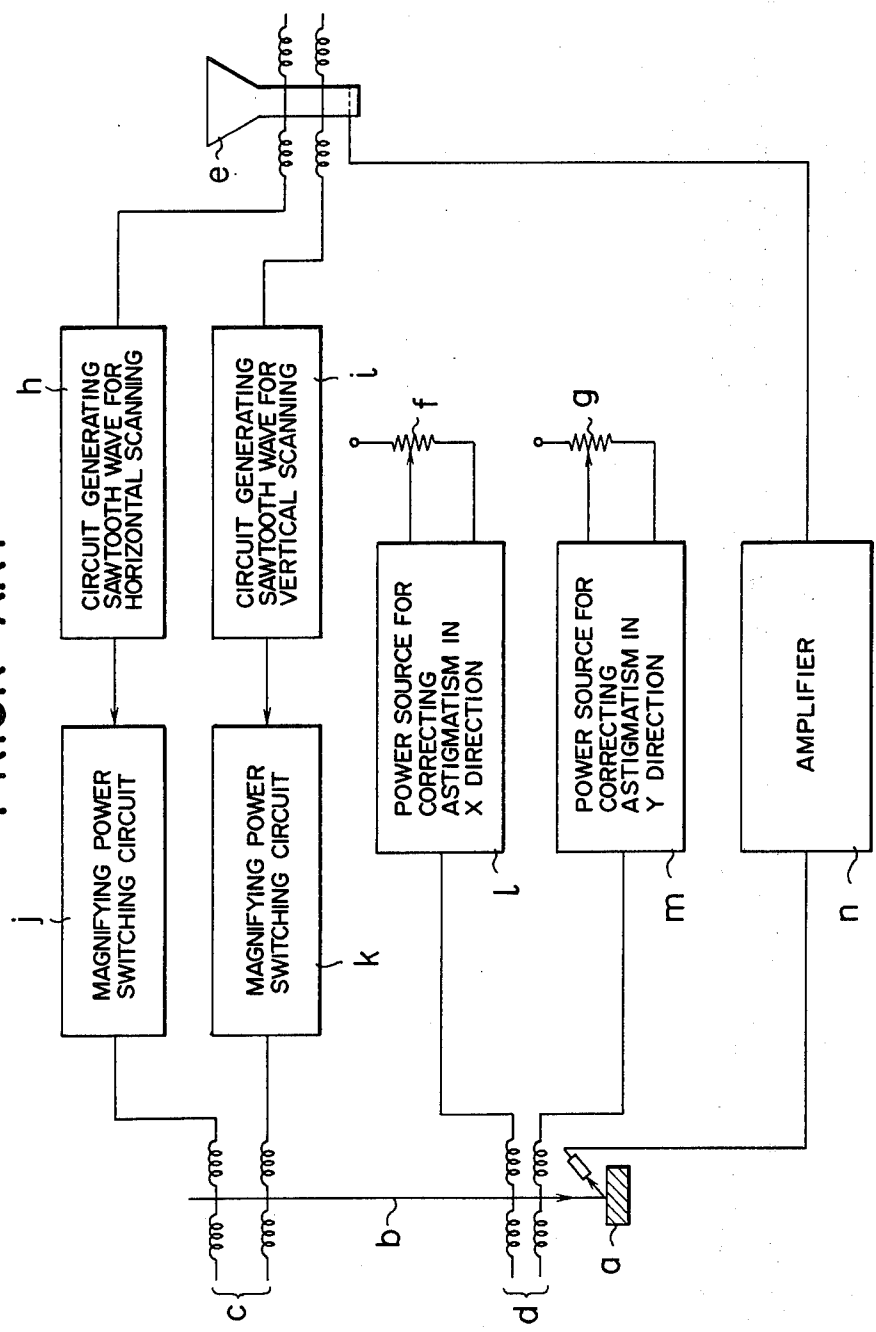 PRIOR ART
j
h
MAGNIFYING POWER
SWITCHING CIRCUIT
CIRCUIT GENERATING
SAWTOOTH WAVE FOR
HORIZONTAL SCANNING
e
c
MAGNIFYING POWER
SWITCHING CIRCUIT
CIRCUIT GENERATING
SAWTOOTH WAVE FOR
VERTICAL SCANNING
k
i
b
POWER SOURCE FOR
CORRECTING
ASTIGMATISM IN
X DIRECTION
f
l
d
POWER SOURCE FOR
CORRECTING
ASTIGMATISM IN
Y DIRECTION
g
m
a
AMPLIFIER
n